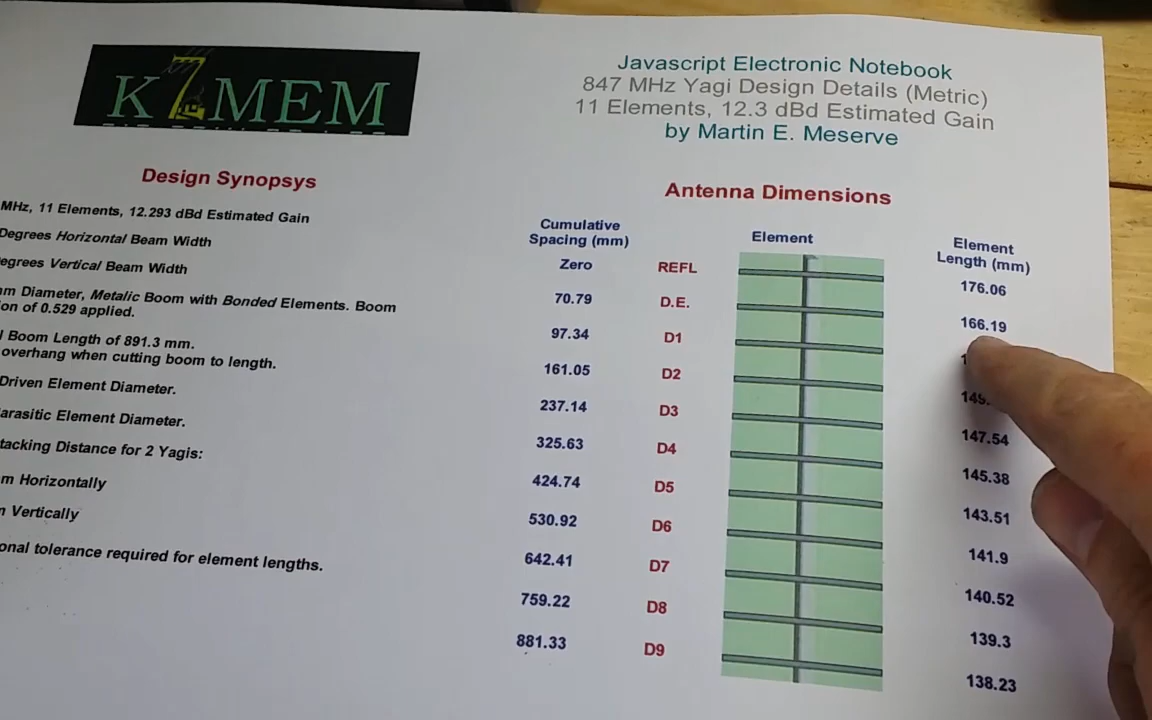 K7MEM
Javascript Electronic Notebook
847 MHz Yagi Design Details (Metric)
11 Elements, 12.3 dBd Estimated Gain
by Martin E. Meserve
Design Synopsys
MHz, 11 Elements, 12.293 dBd Estimated Gain
Degrees Horizontal Beam Width
egrees Vertical Beam Width
m Diameter, Metalic Boom with Bonded Elements. Boom
on of 0.529 applied.
l Boom Length of 891.3 mm.
overhang when cutting boom to length.
Driven Element Diameter.
arasitic Element Diameter.
tacking Distance for 2 Yagis:
m Horizontally
Vertically
onal tolerance required for element lengths.
Antenna Dimensions
Cumulative
Spacing (mm)
Element
Element
Length (mm)
Zero REFL 176.06
70.79 D.E. 166.19
97.34 D1
161.05 D2 149.
237.14 D3 147.54
325.63 D4 145.38
424.74 D5 143.51
530.92 D6 141.9
642.41 D7 140.52
759.22 D8 139.3
881.33 D9 138.23